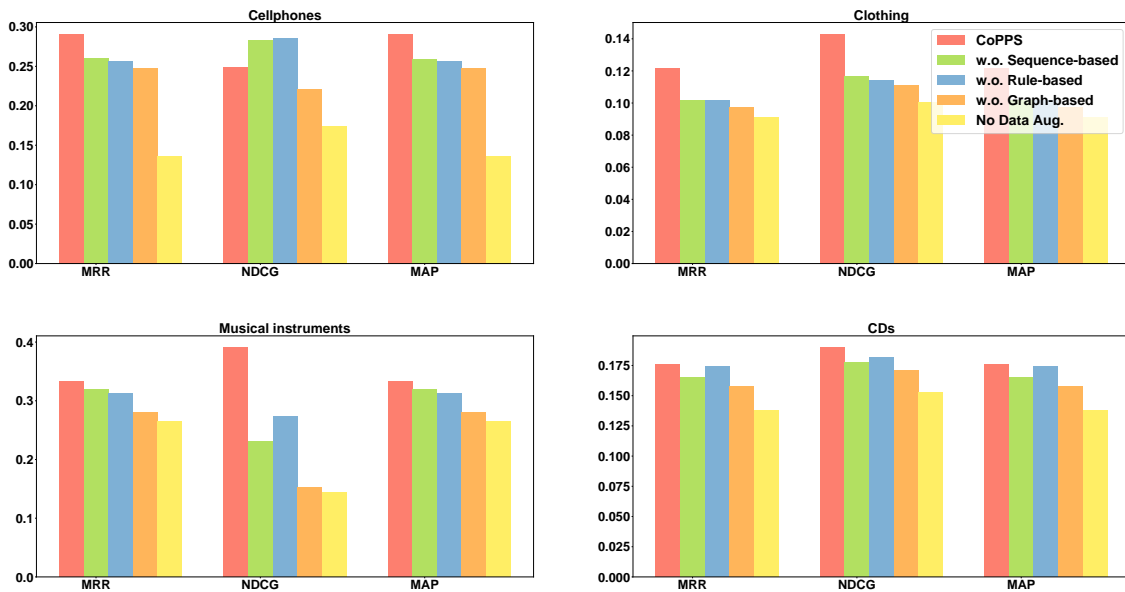 Cellphones
0.30
0.25
0.20
0.15
0.10
0.05
0.00
MRR NDCG MAP
Clothing
0.14
0.12
0.10
0.08
0.06
0.04
0.02
0.00
CoPPS
w.o. Sequence-based
w.o. Rule-based
w.o. Graph-based
No Data Aug.
MRR NDCG MAP
Musical instruments
0.4
0.3
0.2
0.1
0.0
MRR NDCG MAP
CDs
0.175
0.150
0.125
0.100
0.075
0.050
0.025
0.000
MRR NDCG MAP